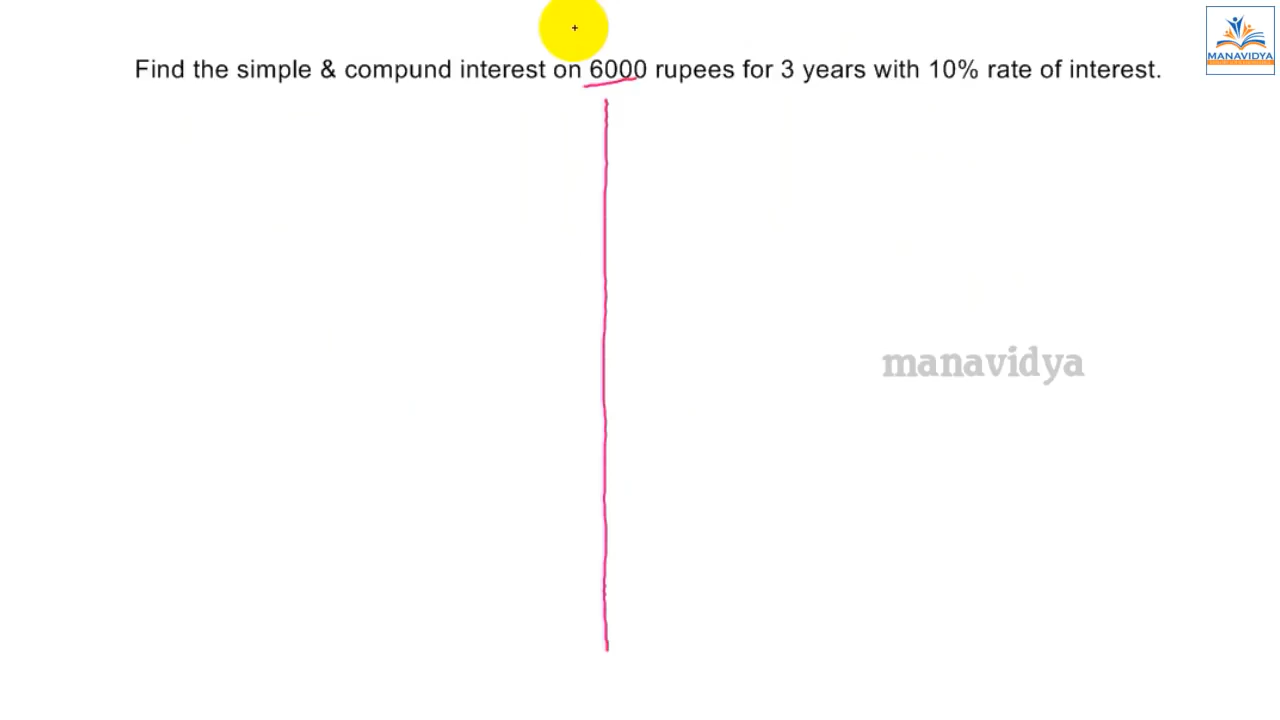 MANAVIDYA
Find the simple & compund interest on 6000 rupees for 3 years with 10% rate of interest.
manavidya